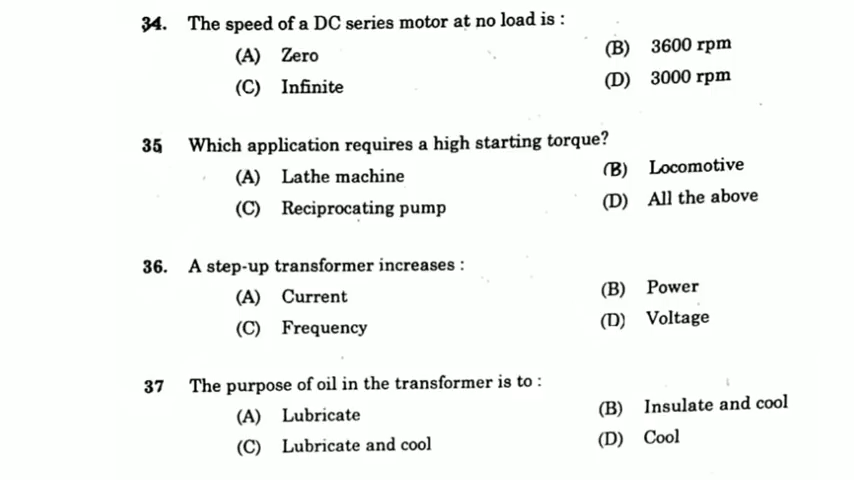 34. The speed of a DC series motor at no load is :
(A) Zero (B) 3600 rpm
(C) Infinite (D) 3000 rpm
35 Which application requires a high starting torque?
(A) Lathe machine (B) Locomotive
(C) Reciprocating pump (D) All the above
36. A step-up transformer increases :
(A) Current (B) Power
(C) Frequency (D) Voltage
37 The purpose of oil in the transformer is to :
(A) Lubricate (B) Insulate and cool
(C) Lubricate and cool (D) Cool